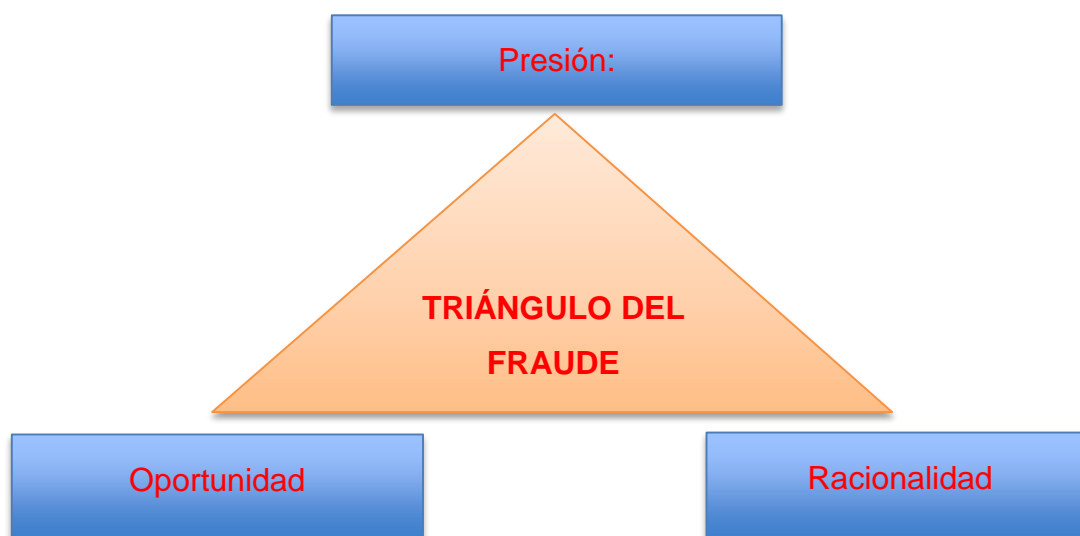 Presión:
TRIÁNGULO DEL
FRAUDE
Oportunidad
Racionalidad